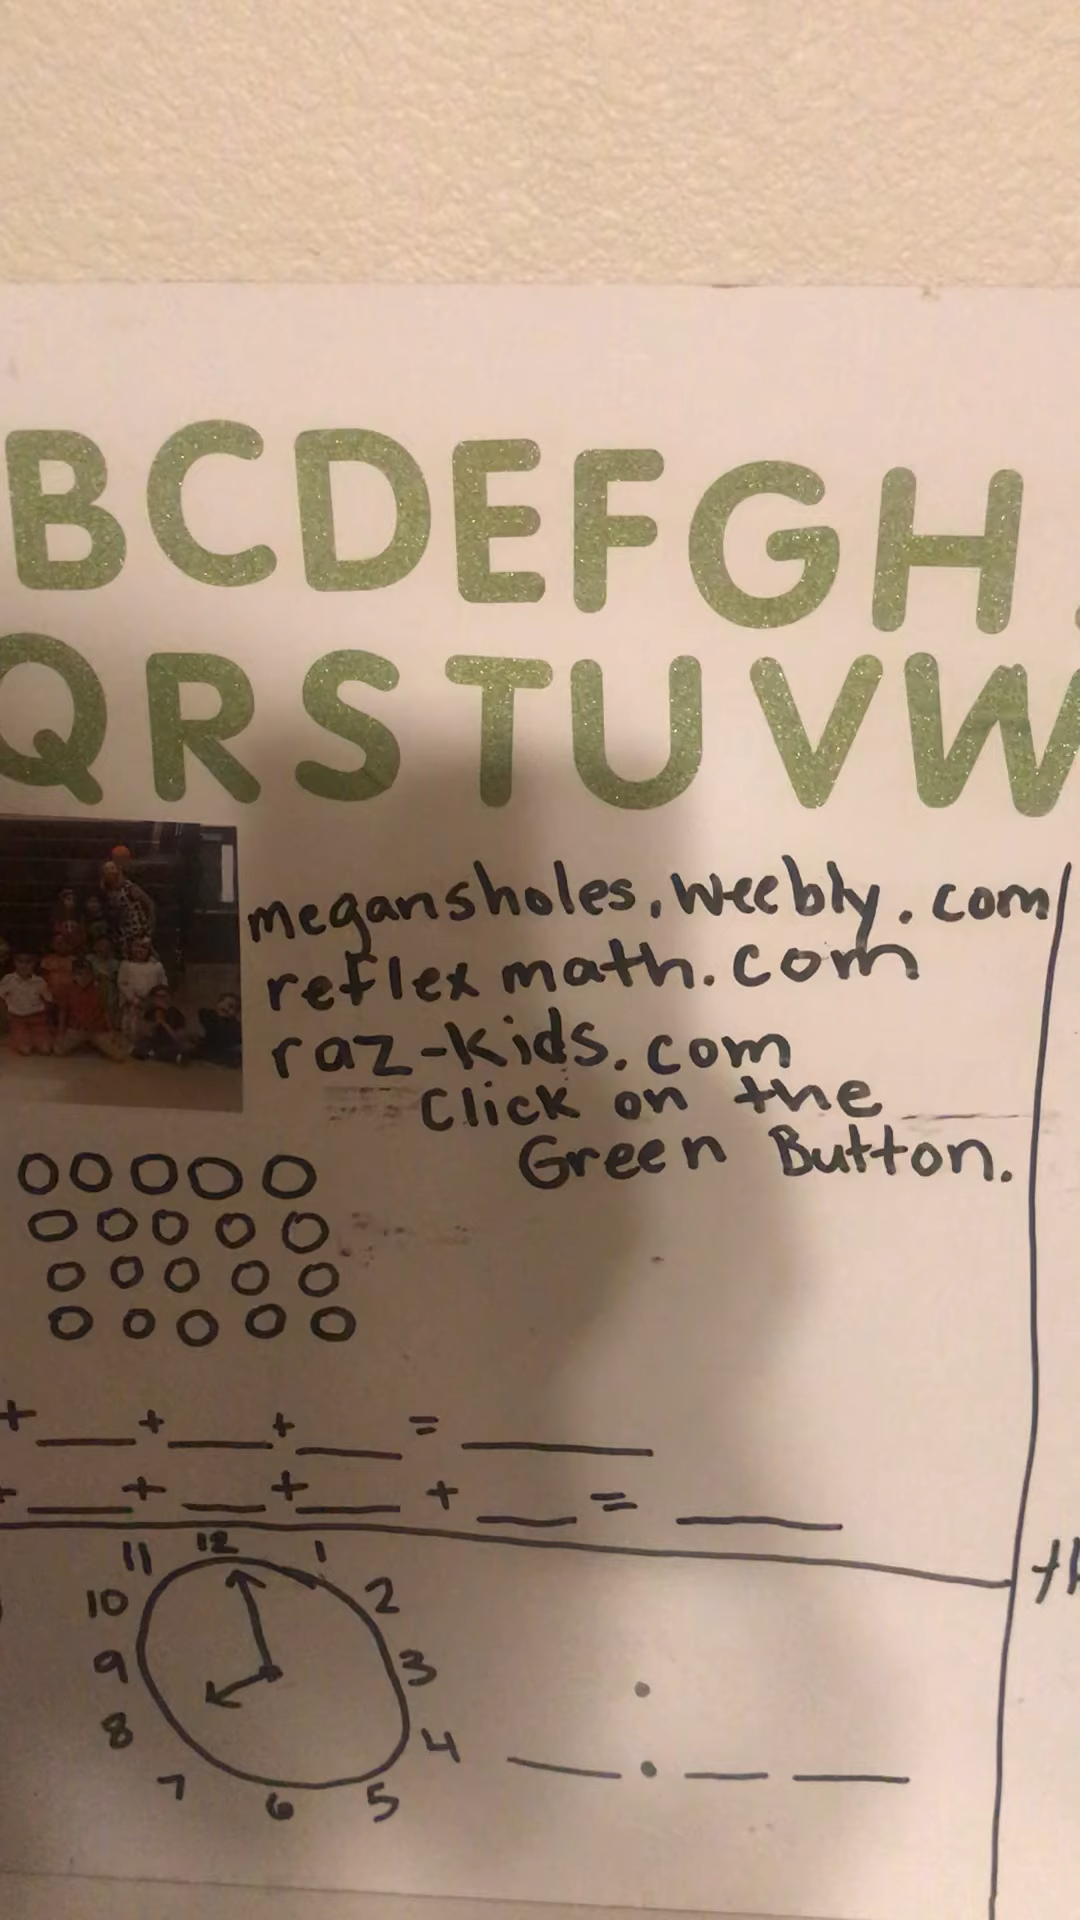 BCDEFGH
QRSTUVW
megansholes.weebly.com
reflexmath.com
raz-kids.com
Click on the
Green Button.
+ ___ + ___ + ___ = ___
+ ___ + ___ + ___ + ___ = ___
11 12 1
10 2
9 3
8 4
7 6 5
___ : ___ ___